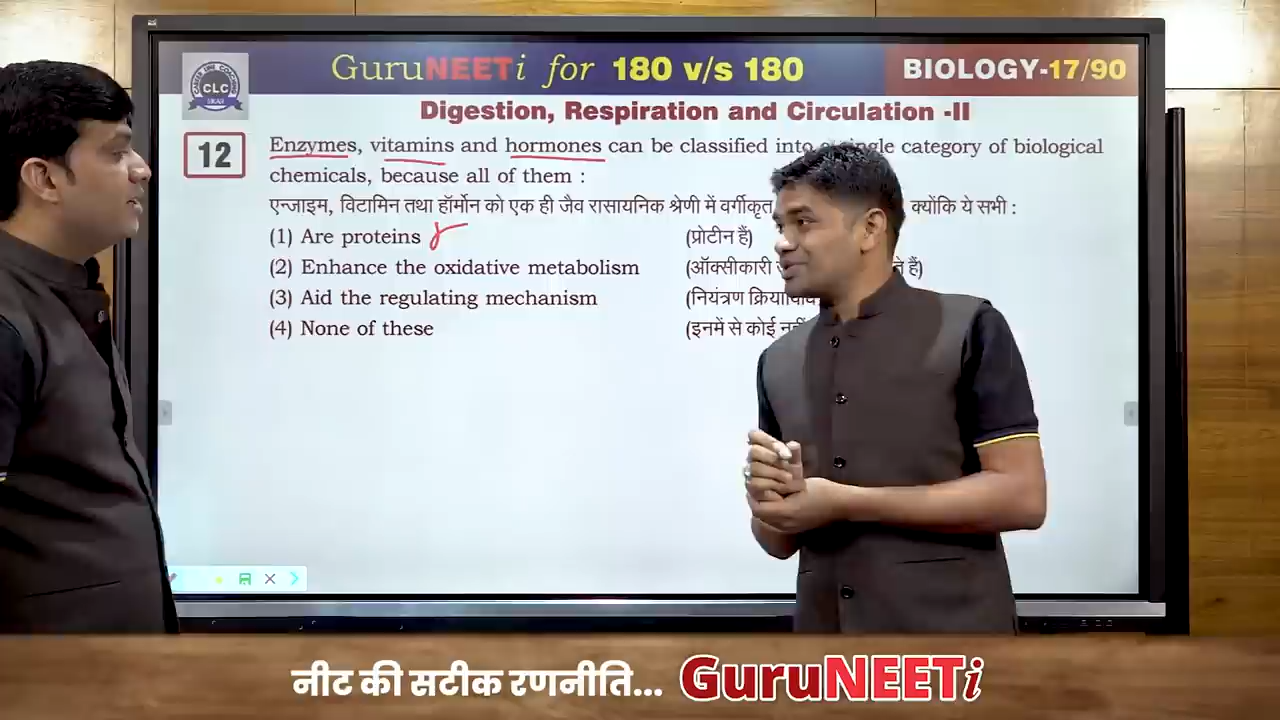 GuruNEETi for 180 v/s 180
BIOLOGY-17/90
CLC
SIKAR
Digestion, Respiration and Circulation -II
12
Enzymes, vitamins and hormones can be classified into single category of biological
chemicals, because all of them :
एन्जाइम, विटामिन तथा हॉर्मोन को एक ही जैव रासायनिक श्रेणी में वर्गीकृत क्योंकि ये सभी :
(1) Are proteins (प्रोटीन हैं)
(2) Enhance the oxidative metabolism (ऑक्सीकारी हैं)
(3) Aid the regulating mechanism (नियंत्रण
(4) None of these (इनमें से कोई
नीट की सटीक रणनीति... GuruNEETi